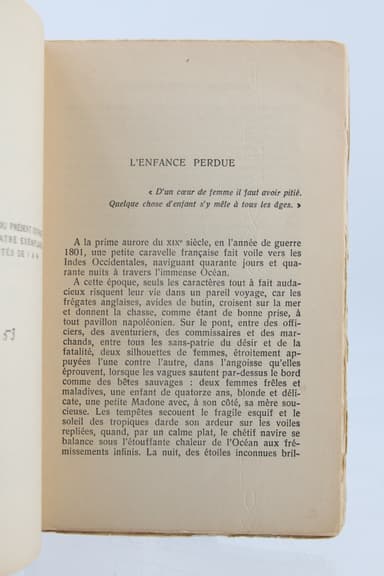 DU PRÉSENT
ATRE EXEMPLAI
TÉS DE 1 A 4
53
L'ENFANCE PERDUE
« D'un cœur de femme il faut avoir pitié.
Quelque chose d'enfant s'y mêle à tous les âges. »
A la prime aurore du XIXe siècle, en l'année de guerre
1801, une petite caravelle française fait voile vers les
Indes Occidentales, naviguant quarante jours et qua-
rante nuits à travers l'immense Océan.
A cette époque, seuls les caractères tout à fait auda-
cieux risquent leur vie dans un pareil voyage, car les
frégates anglaises, avides de butin, croisent sur la mer
et donnent la chasse, comme étant de bonne prise, à
tout pavillon napoléonien. Sur le pont, entre des offi-
ciers, des aventuriers, des commissaires et des mar-
chands, entre tous les sans-patrie du désir et de la
fatalité, deux silhouettes de femmes, étroitement ap-
puyées l'une contre l'autre, dans l'angoisse qu'elles
éprouvent, lorsque les vagues sautent par-dessus le bord
comme des bêtes sauvages : deux femmes frêles et
maladives, une enfant de quatorze ans, blonde et déli-
cate, une petite Madone avec, à son côté, sa mère sou-
cieuse. Les tempêtes secouent le fragile esquif et le
soleil des tropiques darde son ardeur sur les voiles
repliées, quand, par un calme plat, le chétif navire se
balance sous l'étouffante chaleur de l'Océan aux fré-
missements infinis. La nuit, des étoiles inconnues bril-